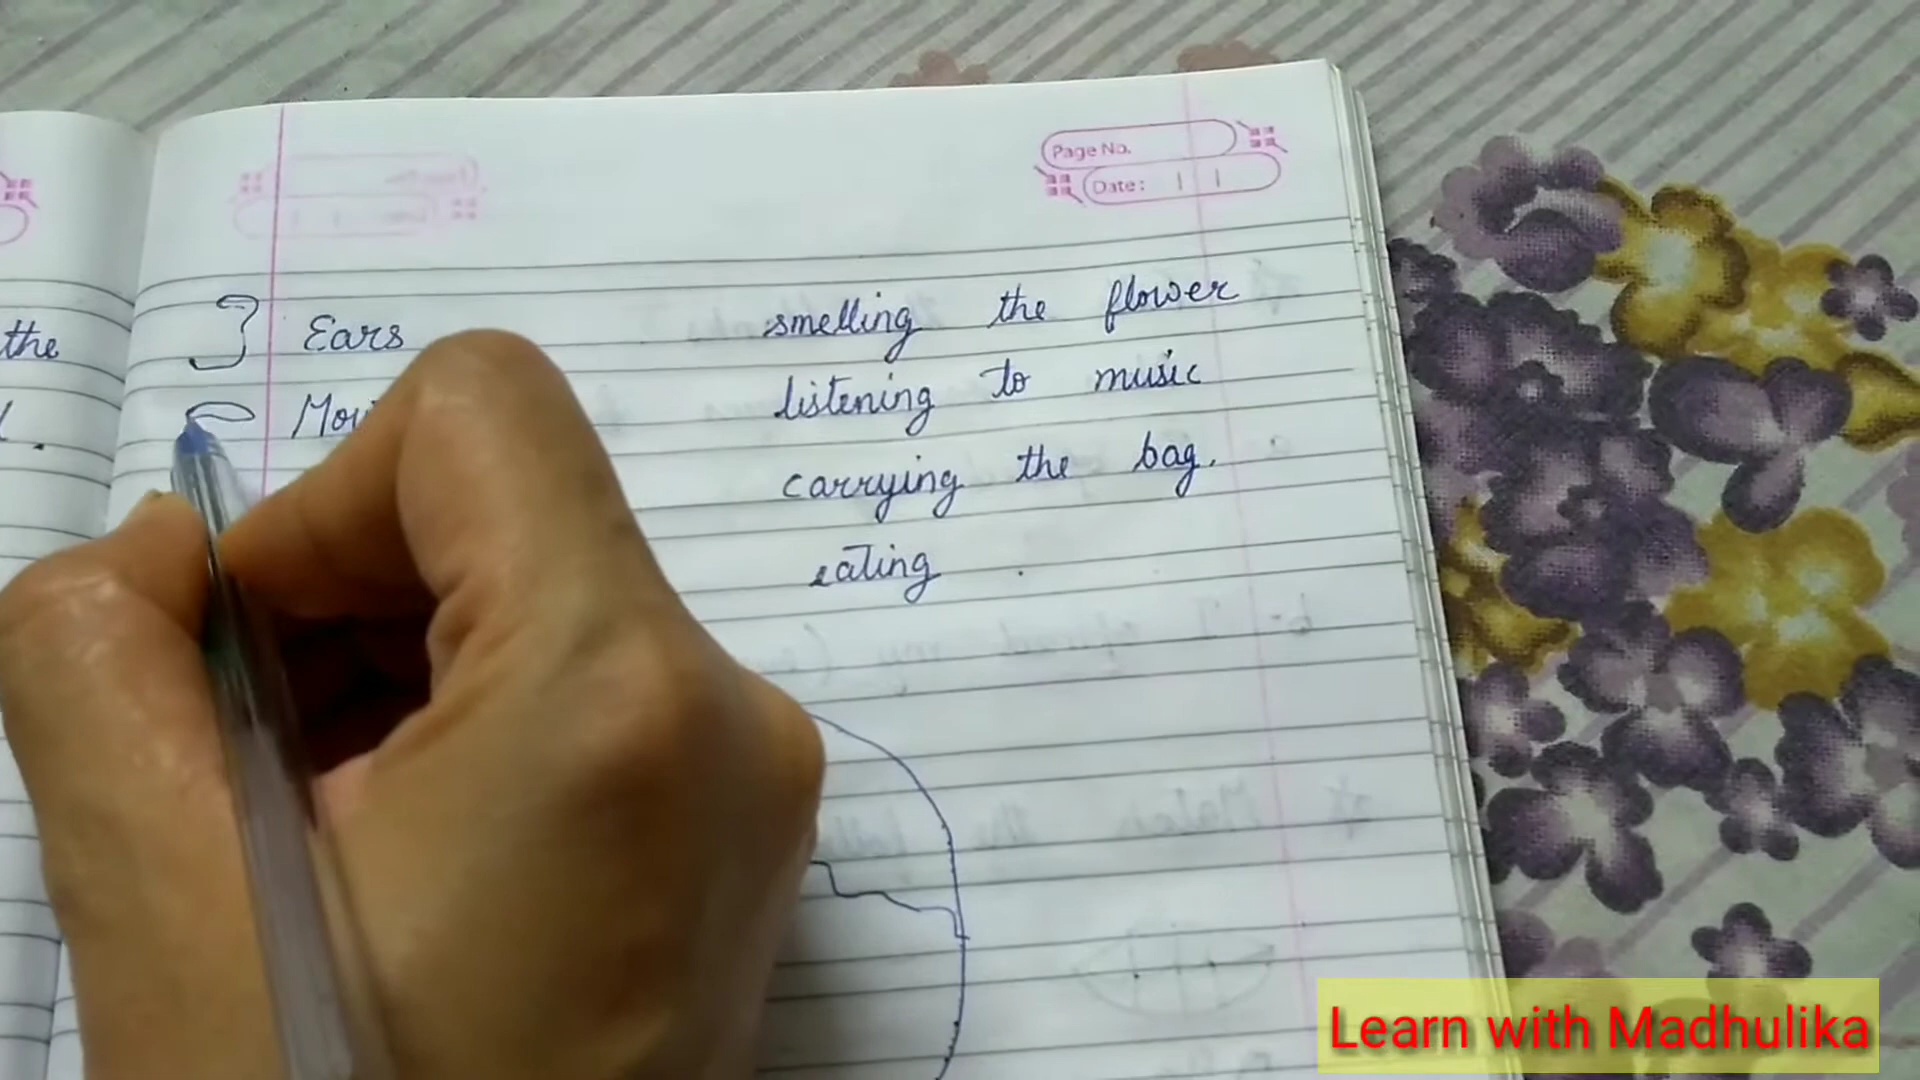 Page No.
Date:
the
Ears smelling the flower
listening to music
carrying the bag.
eating
Learn with Madhulika